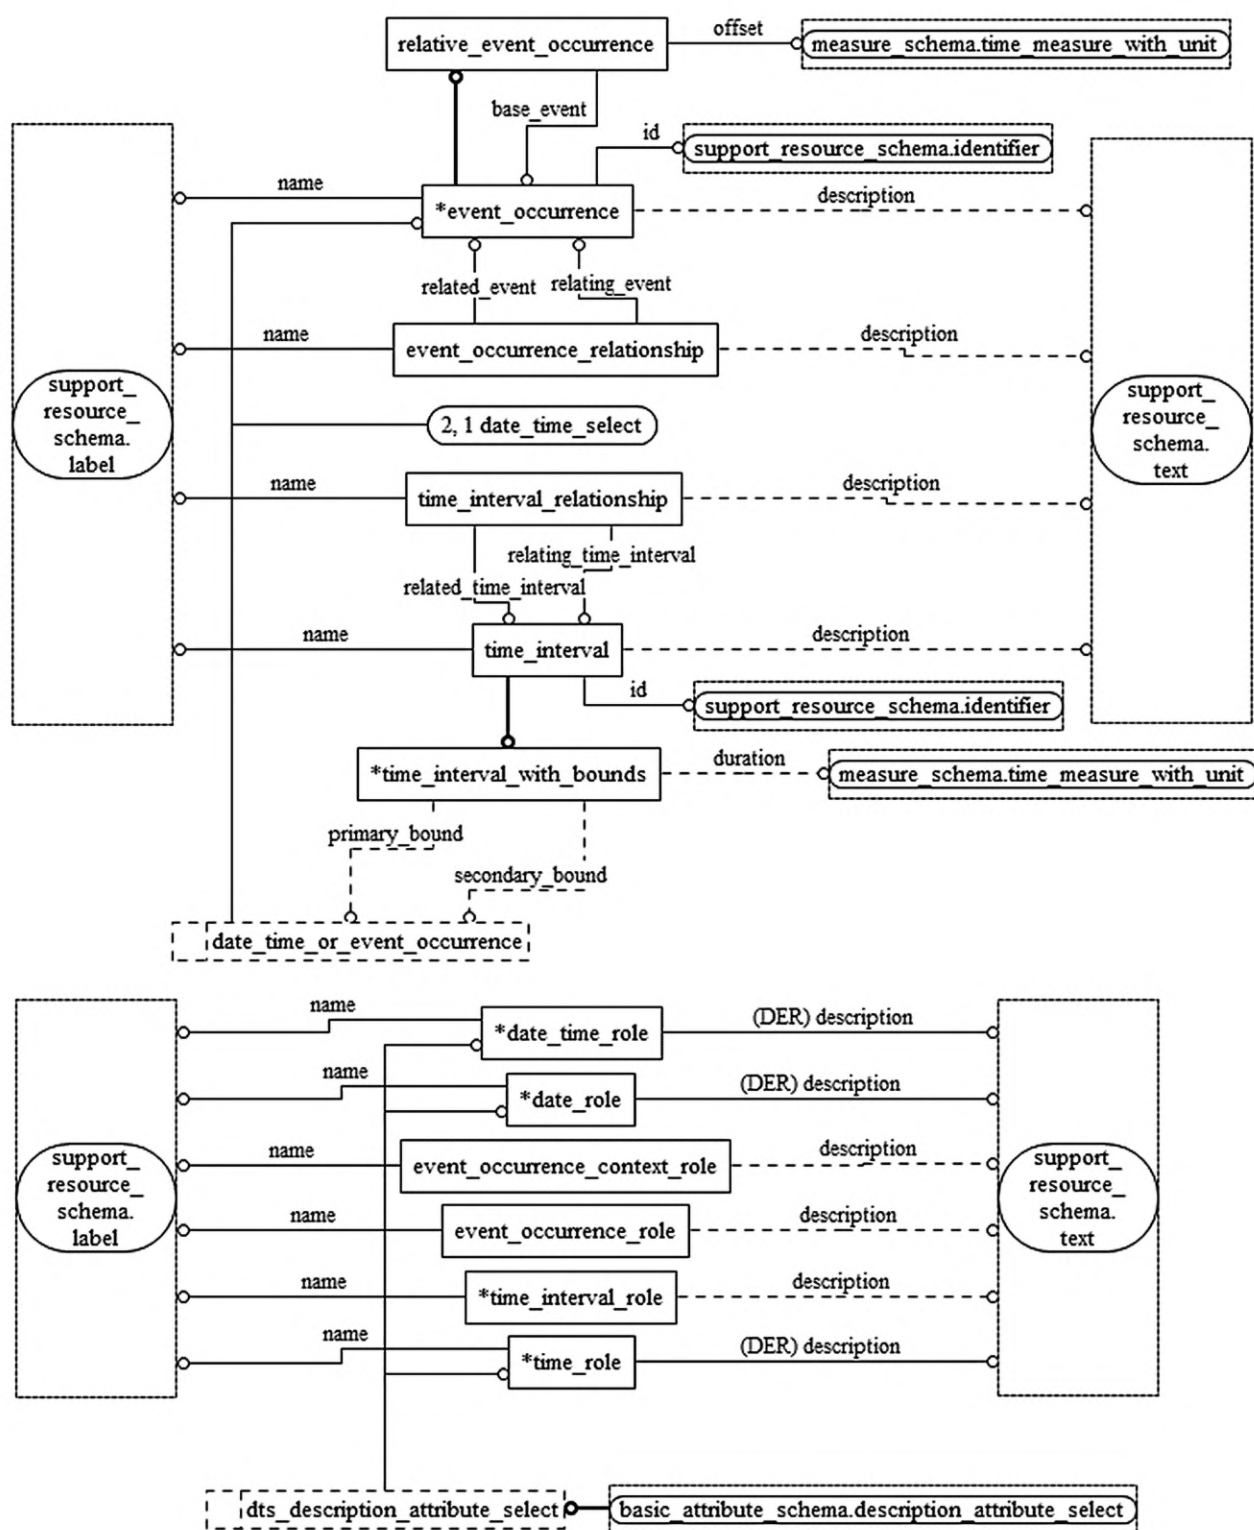 relative_event_occurrence
offset
measure_schema.time_measure_with_unit
base_event
id
support_resource_schema.identifier
name
*event_occurrence
description
related_event
relating_event
name
event_occurrence_relationship
description
support_
resource_
schema.
label
2, 1 date_time_select
support_
resource_
schema.
text
name
time_interval_relationship
description
relating_time_interval
related_time_interval
name
time_interval
description
id
support_resource_schema.identifier
*time_interval_with_bounds
duration
measure_schema.time_measure_with_unit
primary_bound
secondary_bound
date_time_or_event_occurrence
name
*date_time_role
(DER) description
name
*date_role
(DER) description
support_
resource_
schema.
label
name
event_occurrence_context_role
description
support_
resource_
schema.
text
name
event_occurrence_role
description
name
*time_interval_role
description
name
*time_role
(DER) description
dts_description_attribute_select
basic_attribute_schema.description_attribute_select